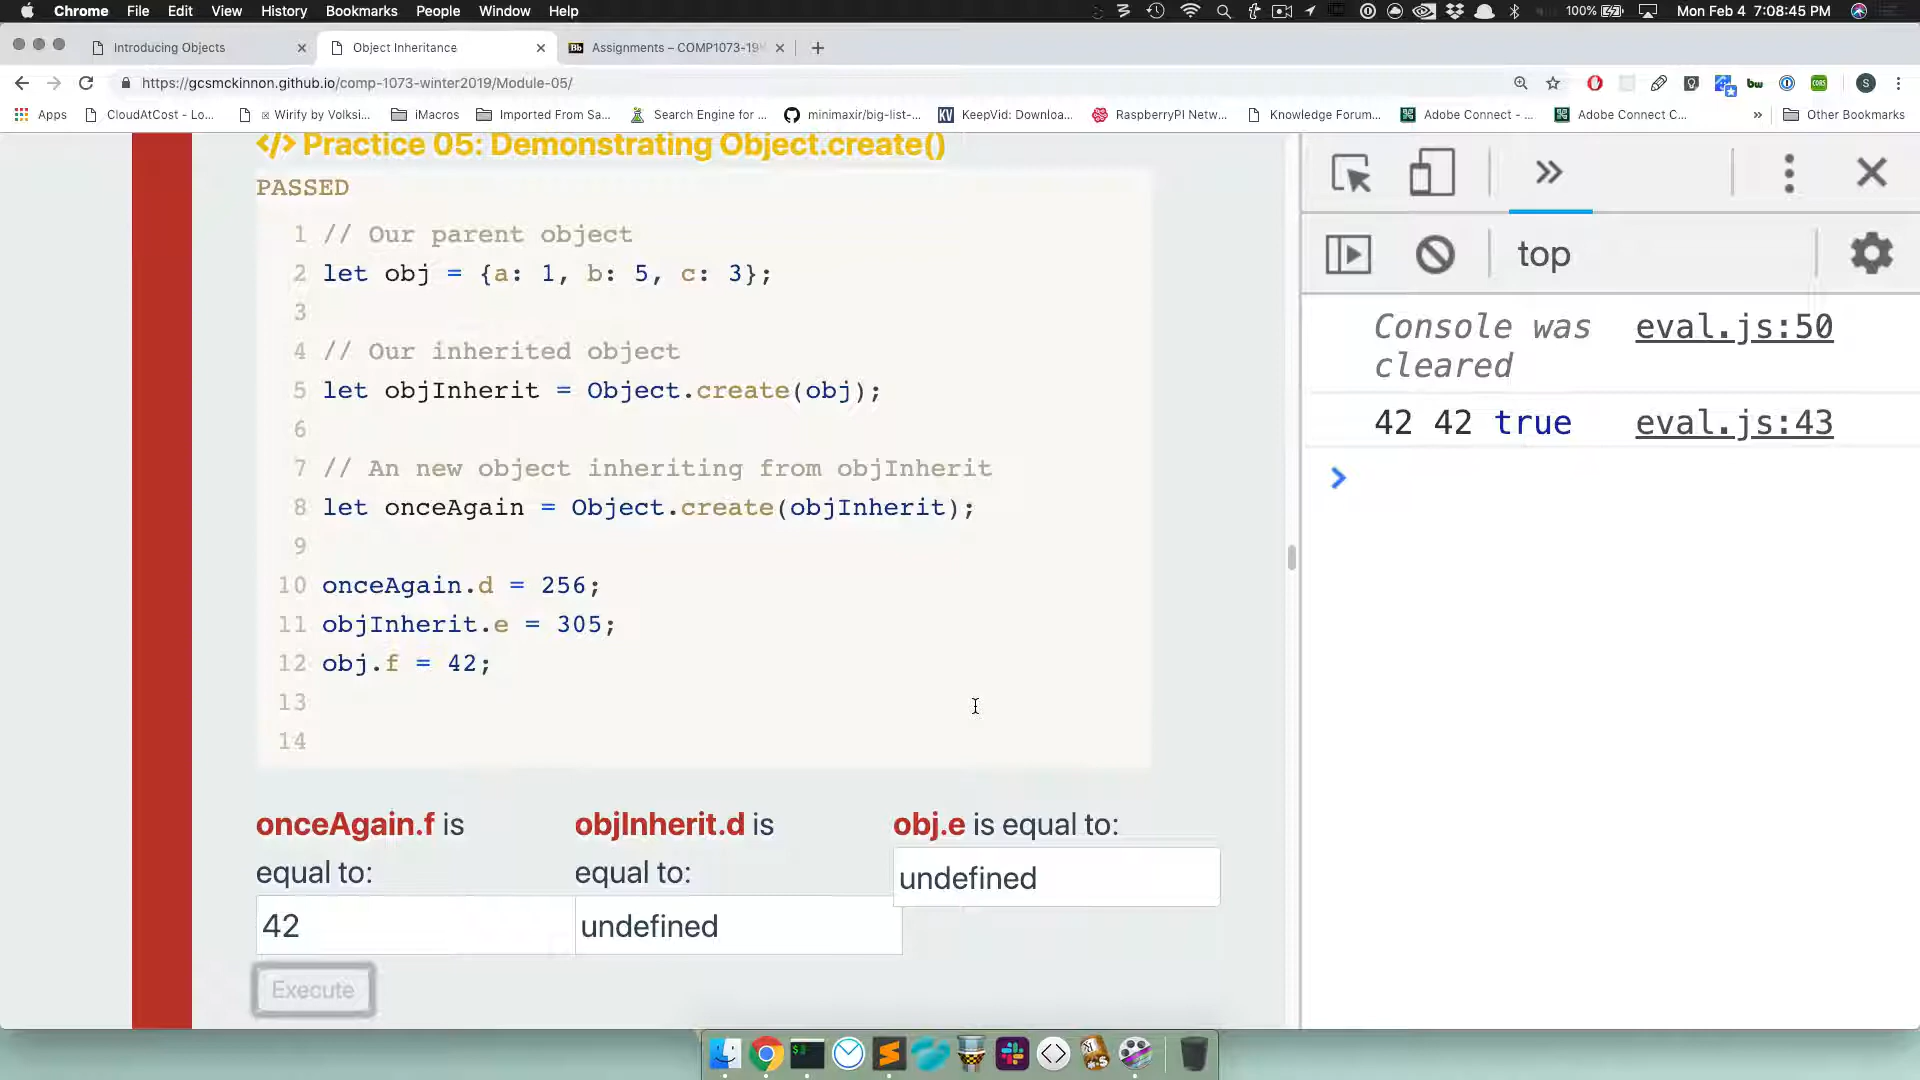 Chrome File Edit View History Bookmarks People Window Help 100% Mon Feb 4 7:08:45 PM
Introducing Objects Object Inheritance Bb Assignments – COMP1073-19
https://gcsmckinnon.github.io/comp-1073-winter2019/Module-05/
Apps CloudAtCost - Lo... Wirify by Volksi... iMacros Imported From Sa... Search Engine for ... minimaxir/big-list-... KV KeepVid: Downloa... RaspberryPI Netw... Knowledge Forum... Adobe Connect - ... Adobe Connect C... » Other Bookmarks
</> Practice 05: Demonstrating Object.create()
PASSED
1 // Our parent object
2 let obj = {a: 1, b: 5, c: 3};
3
4 // Our inherited object
5 let objInherit = Object.create(obj);
6
7 // An new object inheriting from objInherit
8 let onceAgain = Object.create(objInherit);
9
10 onceAgain.d = 256;
11 objInherit.e = 305;
12 obj.f = 42;
13
14
onceAgain.f is
equal to:
42
objInherit.d is
equal to:
undefined
obj.e is equal to:
undefined
Execute
top
Console was eval.js:50
cleared
42 42 true eval.js:43